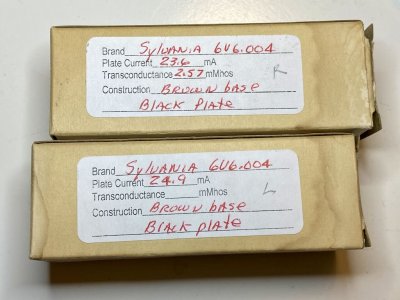 Brand Sylvania 6V6.004
Plate Current 23.6 mA
Transconductance 2.57 mMhos R
Construction Brown base
Black Plate
Brand Sylvania 6V6.004
Plate Current 24.9 mA
Transconductance mMhos L
Construction Brown base
Black plate